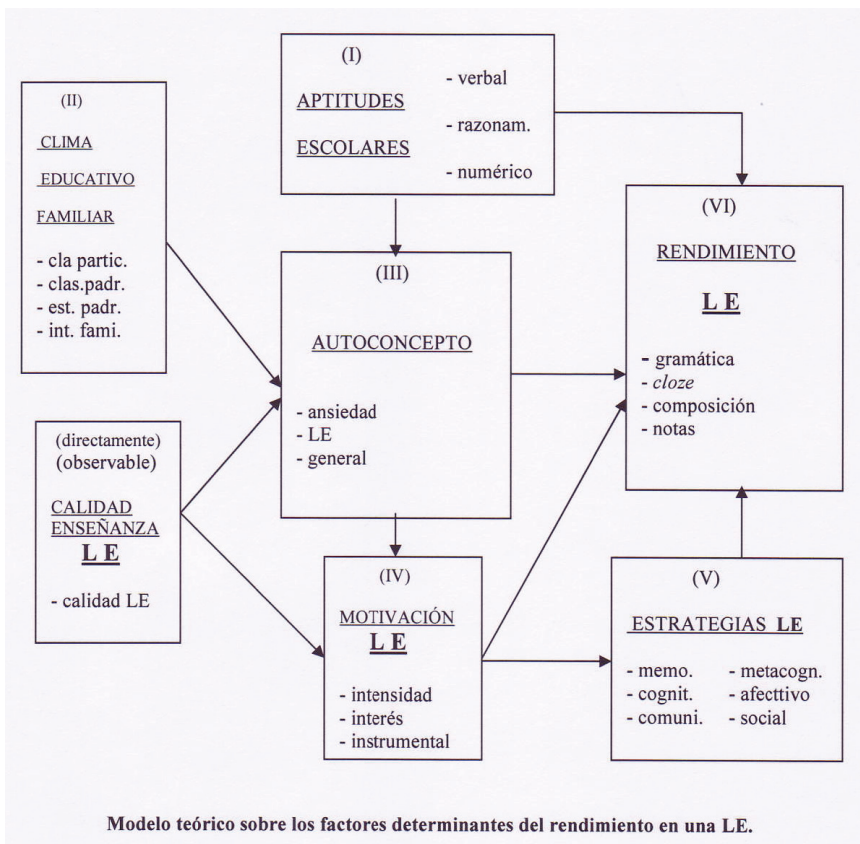 (I)
APTITUDES
ESCOLARES
- verbal
- razonam.
- numérico
(II)
CLIMA
EDUCATIVO
FAMILIAR
- cla partic.
- clas.padr.
- est. padr.
- int. fami.
(III)
AUTOCONCEPTO
- ansiedad
- LE
- general
(VI)
RENDIMIENTO
L E
- gramática
- cloze
- composición
- notas
(directamente)
(observable)
CALIDAD
ENSEÑANZA
L E
- calidad LE
(IV)
MOTIVACIÓN
L E
- intensidad
- interés
- instrumental
(V)
ESTRATEGIAS LE
- memo. - metacogn.
- cognit. - afecttivo
- comuni. - social
Modelo teórico sobre los factores determinantes del rendimiento en una LE.